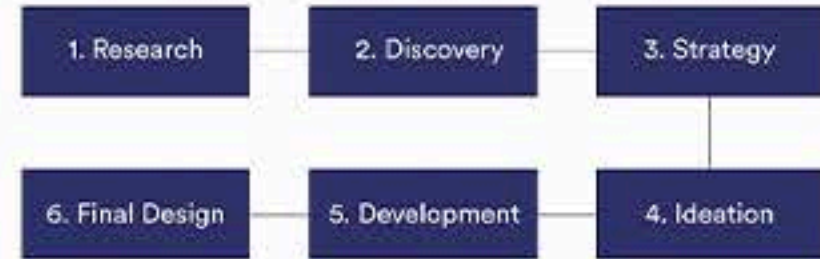 1. Research
2. Discovery
3. Strategy
4. Ideation
5. Development
6. Final Design